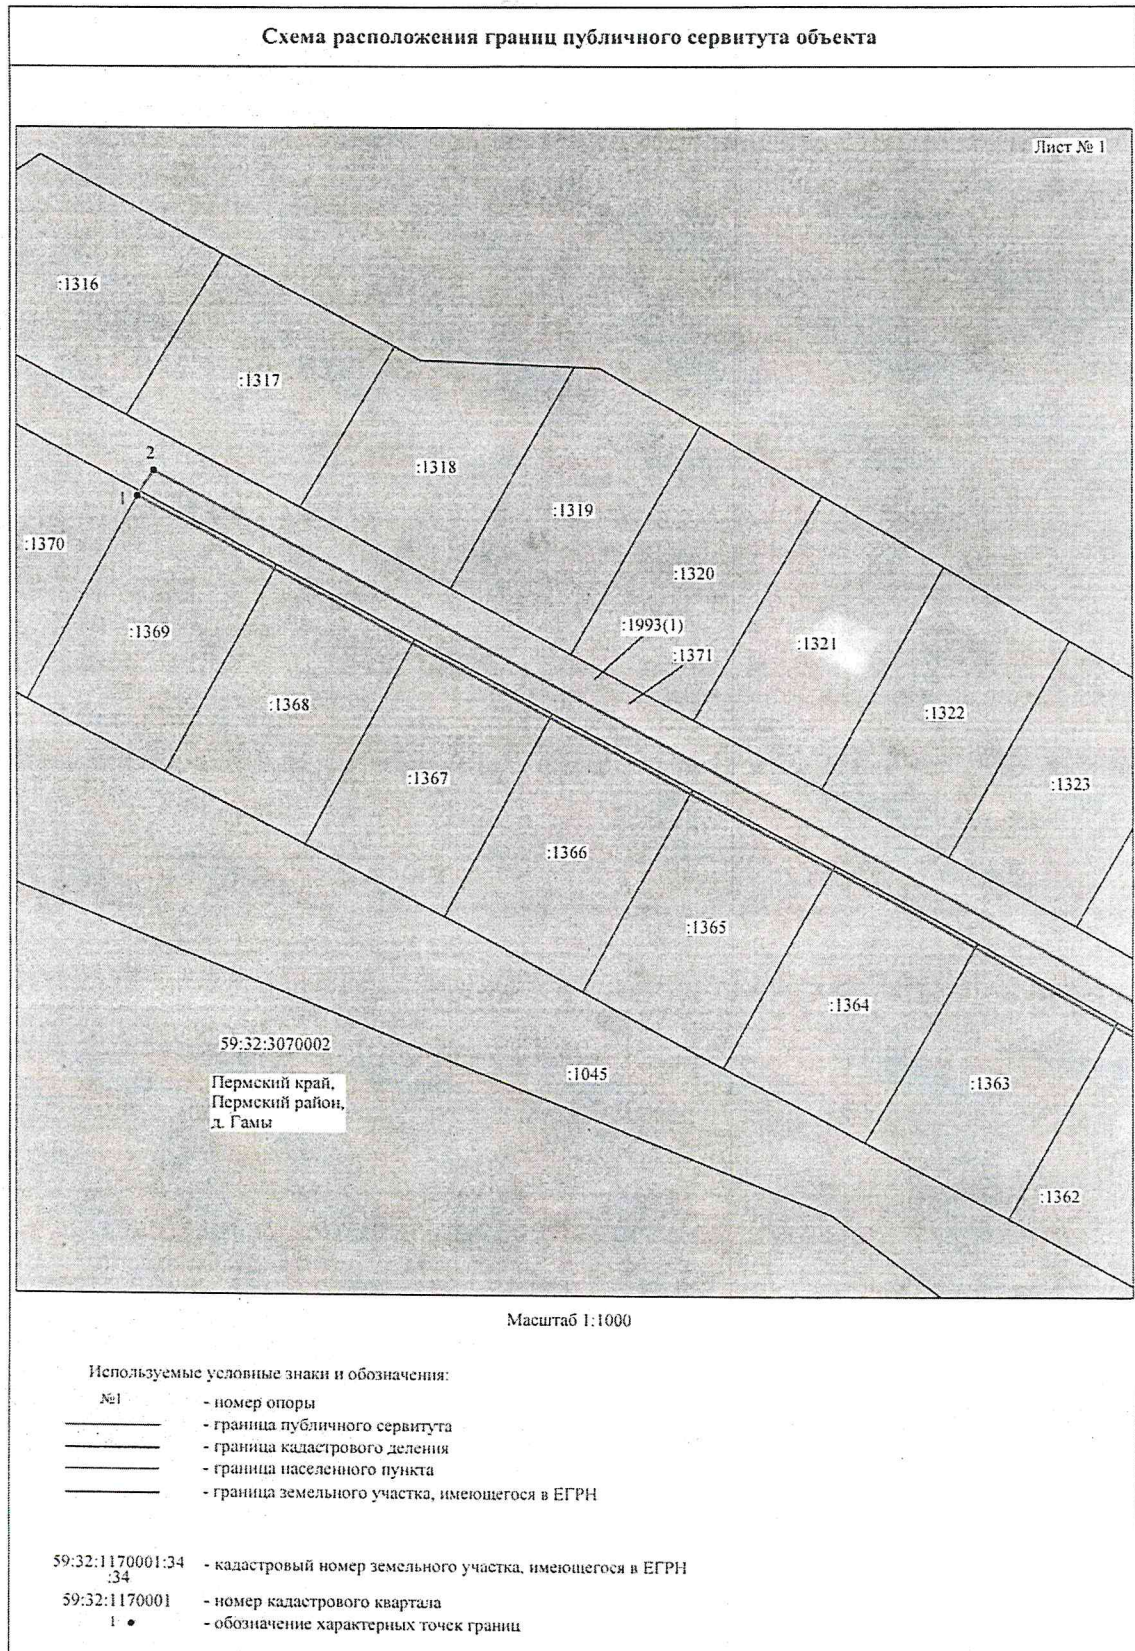 Схема расположения границ публичного сервитута объекта
Лист № 1
:1316
:1317
2
:1318
1
:1319
:1370
:1320
:1993(1)
:1369
:1321
:1371
:1368
:1322
:1367
:1323
:1366
:1365
:1364
59:32:3070002
:1045
:1363
Пермский край,
Пермский район,
д. Гамы
:1362
Масштаб 1:1000
Используемые условные знаки и обозначения:
№1 - номер опоры
- граница публичного сервитута
- граница кадастрового деления
- граница населенного пункта
- граница земельного участка, имеющегося в ЕГРН
59:32:1170001:34 - кадастровый номер земельного участка, имеющегося в ЕГРН
:34
59:32:1170001 - номер кадастрового квартала
1 • - обозначение характерных точек границ